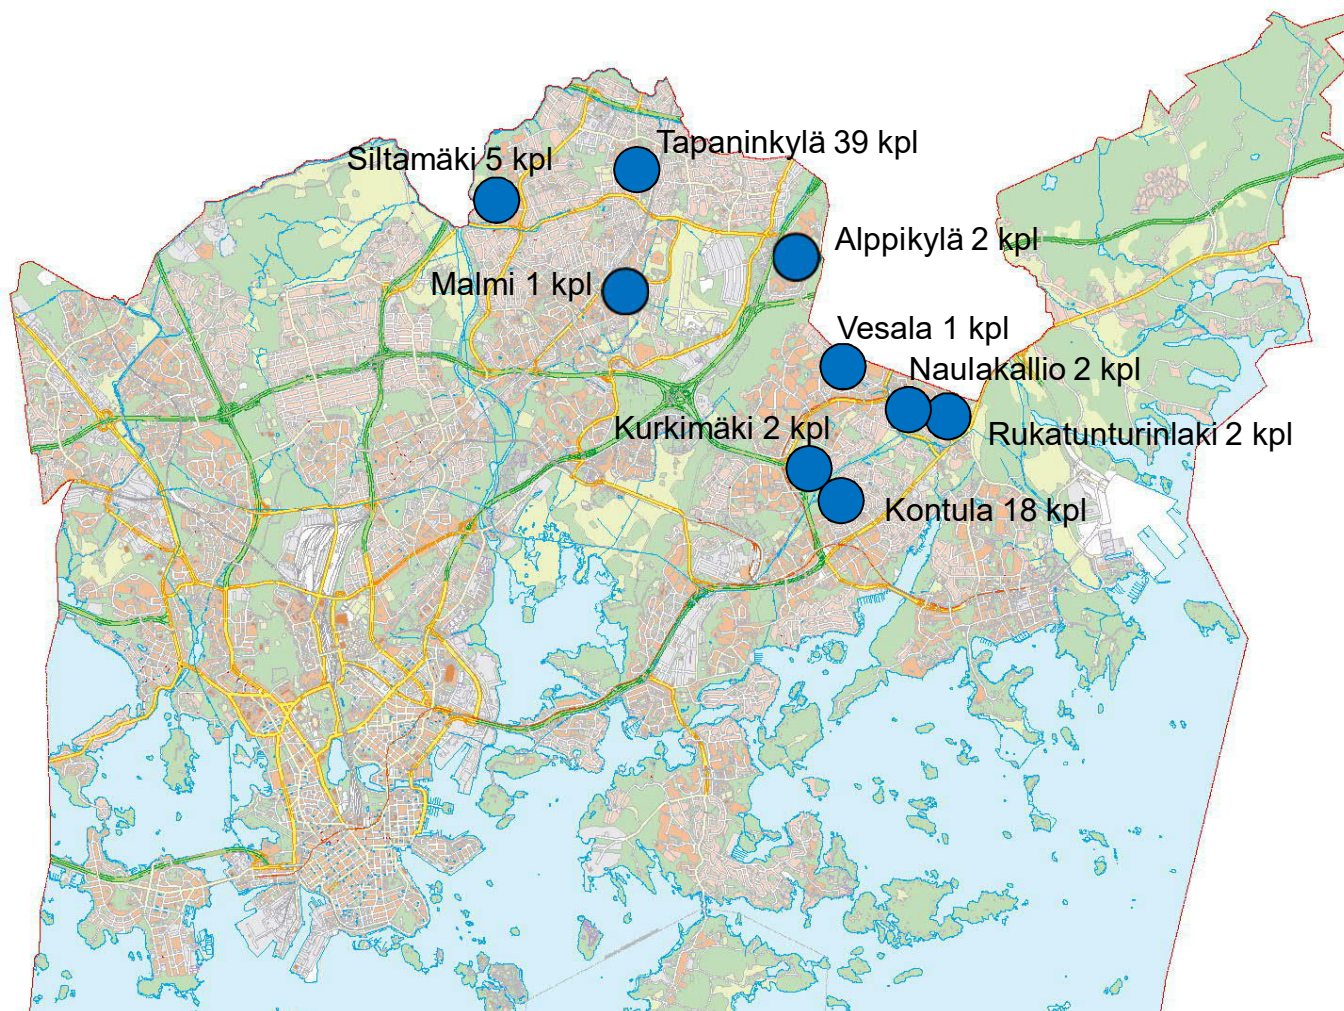 Tapaninkylä 39 kpl
Siltamäki 5 kpl
Alppikylä 2 kpl
Malmi 1 kpl
Vesala 1 kpl
Naulakallio 2 kpl
Kurkimäki 2 kpl
Rukatunturinlaki 2 kpl
Kontula 18 kpl